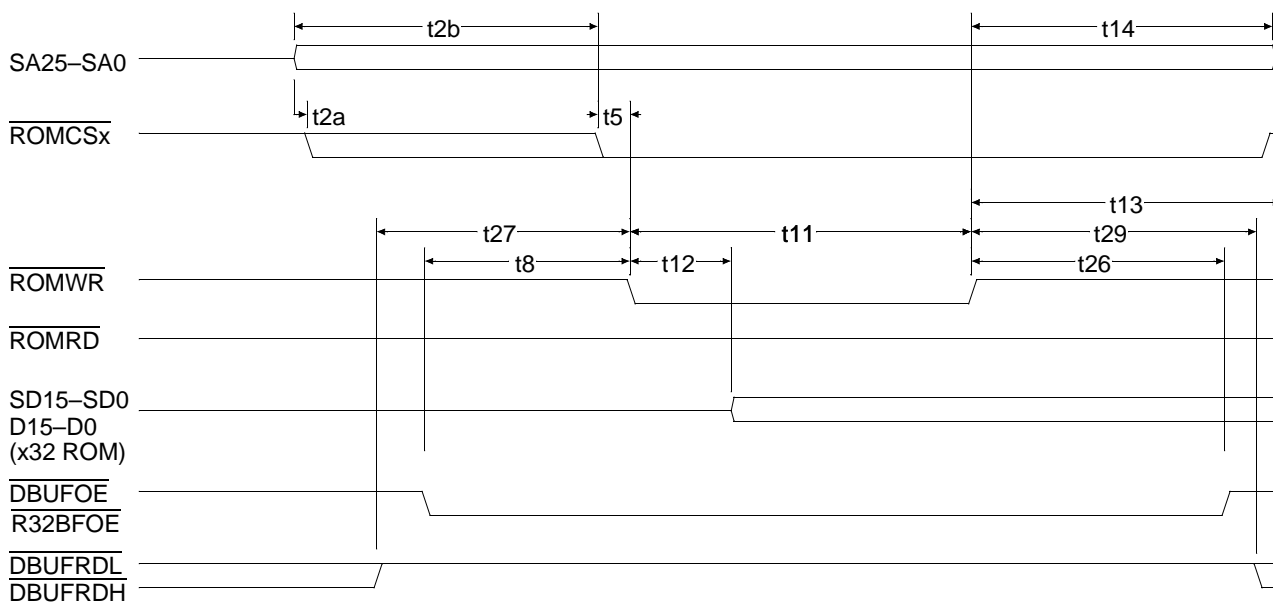 t2b
t14
SA25–SA0
t2a
t5
ROMCSx
t13
t27
t11
t29
t8
t12
t26
ROMWR
ROMRD
SD15–SD0
D15–D0
(x32 ROM)
DBUFOE
R32BFOE
DBUFRDL
DBUFRDH